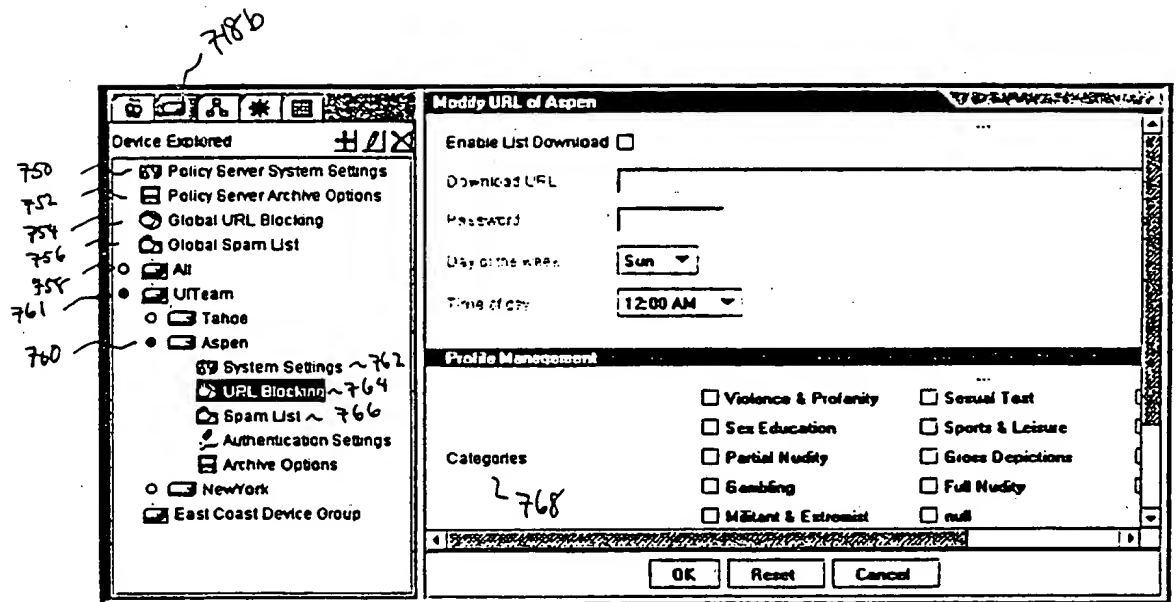 718b
Modify URL of Aspen
Device Explored
Enable List Download
750 Policy Server System Settings
Download URL
752 Policy Server Archive Options
Password
754 Global URL Blocking
756 Global Spam List
Day of the week Sun
758 All
761 UITeam
Time of day 12:00 AM
Tahoe
760 Aspen
Profile Management
System Settings ~762
URL Blocking ~764
Violence & Profanity Sexual Text
Spam List ~ 766
Sex Education Sports & Leisure
Authentication Settings
Categories Partial Nudity Gross Depictions
Archive Options
768
NewYork
Gambling Full Nudity
East Coast Device Group
Militant & Extremist null
OK Reset Cancel